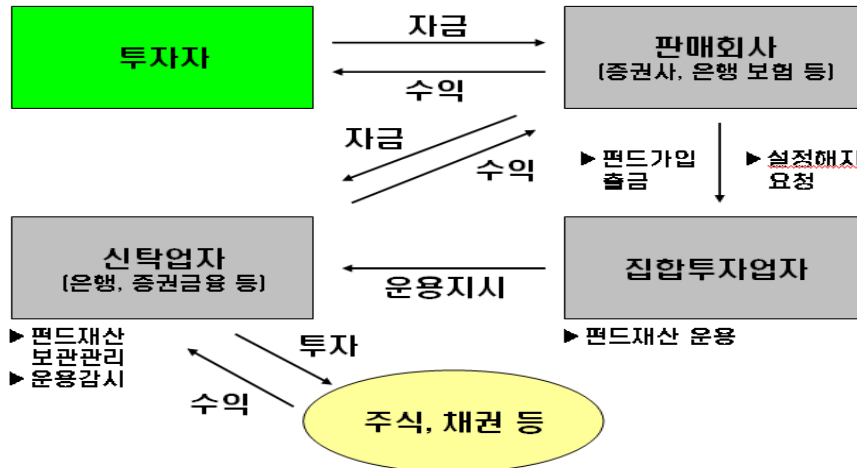 자금
투자자
판매회사
(증권사, 은행 보험 등)
수익
자금
수익
▶ 펀드가입
출금
▶ 설정해지
요청
신탁업자
(은행, 증권금융 등)
운용지시
집합투자업자
▶ 펀드재산
보관관리
▶ 운용감시
투자
▶ 펀드재산 운용
수익
주식, 채권 등